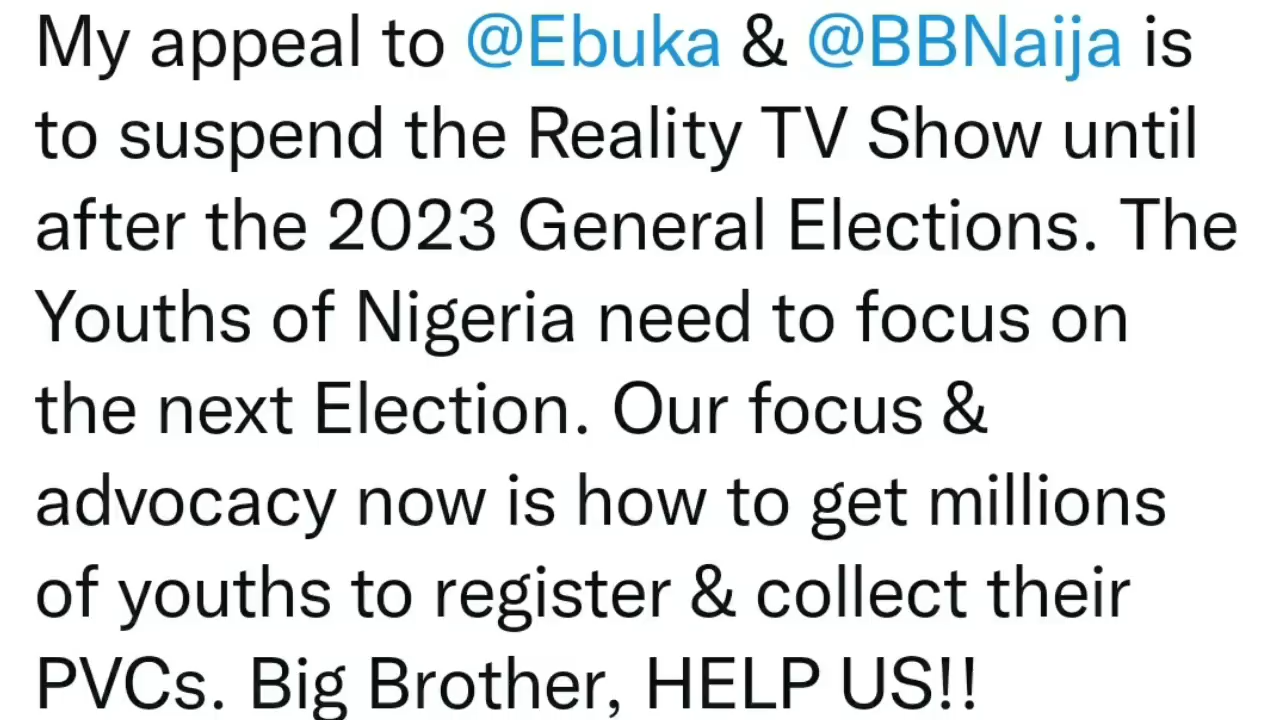 My appeal to @Ebuka & @BBNaija is
to suspend the Reality TV Show until
after the 2023 General Elections. The
Youths of Nigeria need to focus on
the next Election. Our focus &
advocacy now is how to get millions
of youths to register & collect their
PVCs. Big Brother, HELP US!!